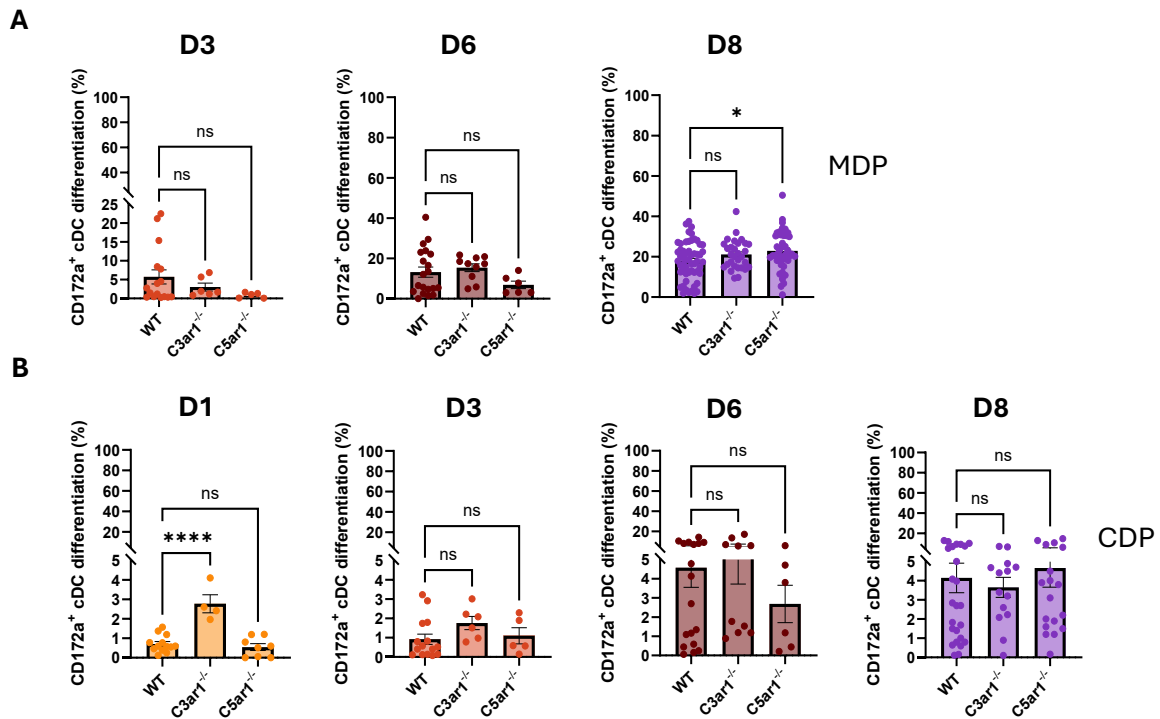 A
D3
D6
D8
CD172a⁺ cDC differentiation (%)
100
80
60
40
25
20
15
10
5
0
ns
ns
WT
C3ar1⁻/⁻
C5ar1⁻/⁻
CD172a⁺ cDC differentiation (%)
100
80
60
40
20
0
ns
ns
WT
C3ar1⁻/⁻
C5ar1⁻/⁻
CD172a⁺ cDC differentiation (%)
100
80
60
40
20
0
*
ns
WT
C3ar1⁻/⁻
C5ar1⁻/⁻
MDP
B
D1
D3
D6
D8
CD172a⁺ cDC differentiation (%)
100
80
60
40
20
5
4
3
2
1
0
ns
****
WT
C3ar1⁻/⁻
C5ar1⁻/⁻
CD172a⁺ cDC differentiation (%)
100
80
60
40
20
5
4
3
2
1
0
ns
ns
WT
C3ar1⁻/⁻
C5ar1⁻/⁻
CD172a⁺ cDC differentiation (%)
100
80
60
40
20
5
4
3
2
1
0
ns
ns
WT
C3ar1⁻/⁻
C5ar1⁻/⁻
CD172a⁺ cDC differentiation (%)
100
80
60
40
20
5
4
3
2
1
0
ns
ns
WT
C3ar1⁻/⁻
C5ar1⁻/⁻
CDP